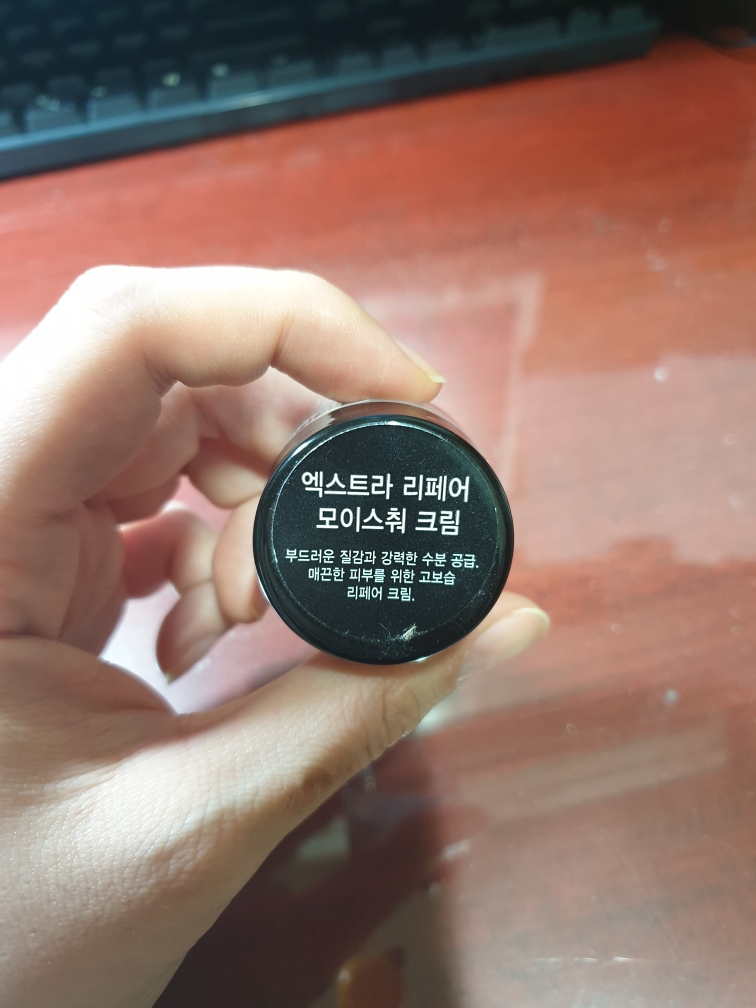 엑스트라 리페어
모이스춰 크림
부드러운 질감과 강력한 수분 공급.
매끈한 피부를 위한 고보습
리페어 크림.